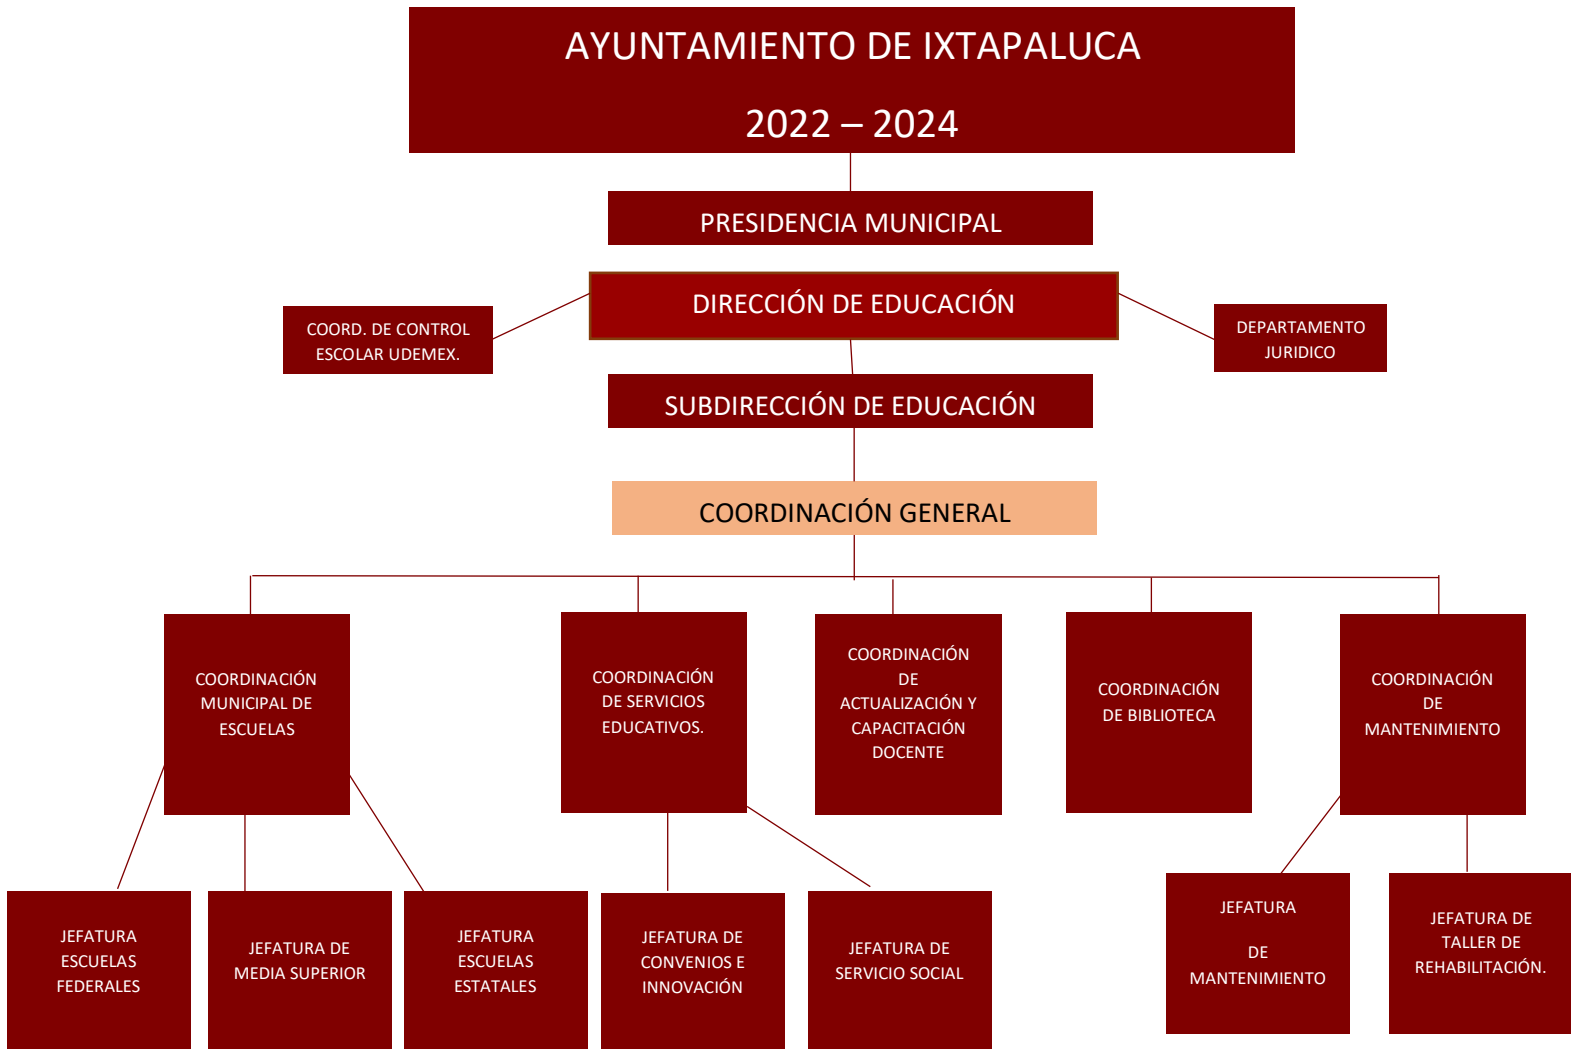 AYUNTAMIENTO DE IXTAPALUCA
2022 – 2024
PRESIDENCIA MUNICIPAL
DIRECCIÓN DE EDUCACIÓN
COORD. DE CONTROL
ESCOLAR UDEMEX.
DEPARTAMENTO
JURIDICO
SUBDIRECCIÓN DE EDUCACIÓN
COORDINACIÓN GENERAL
COORDINACIÓN
MUNICIPAL DE
ESCUELAS
COORDINACIÓN
DE SERVICIOS
EDUCATIVOS.
COORDINACIÓN
DE
ACTUALIZACIÓN Y
CAPACITACIÓN
DOCENTE
COORDINACIÓN
DE BIBLIOTECA
COORDINACIÓN
DE
MANTENIMIENTO
JEFATURA
ESCUELAS
FEDERALES
JEFATURA DE
MEDIA SUPERIOR
JEFATURA
ESCUELAS
ESTATALES
JEFATURA DE
CONVENIOS E
INNOVACIÓN
JEFATURA DE
SERVICIO SOCIAL
JEFATURA
DE
MANTENIMIENTO
JEFATURA DE
TALLER DE
REHABILITACIÓN.